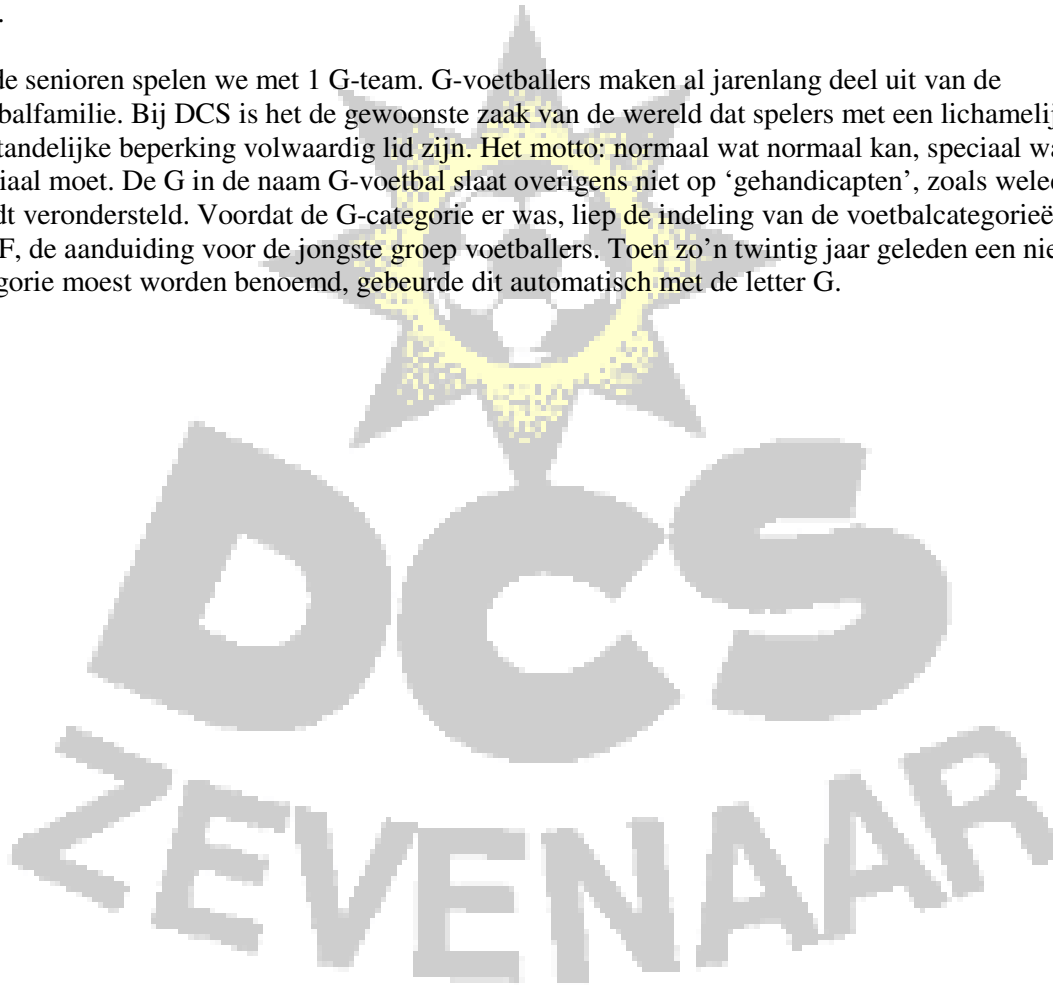 .
de senioren spelen we met 1 G-team. G-voetballers maken al jarenlang deel uit van de
balfamilie. Bij DCS is het de gewoonste zaak van de wereld dat spelers met een lichamelij
tandelijke beperking volwaardig lid zijn. Het motto: normaal wat normaal kan, speciaal wa
iaal moet. De G in de naam G-voetbal slaat overigens niet op ‘gehandicapten’, zoals welee
dt verondersteld. Voordat de G-categorie er was, liep de indeling van de voetbalcategorieë
F, de aanduiding voor de jongste groep voetballers. Toen zo’n twintig jaar geleden een nie
gorie moest worden benoemd, gebeurde dit automatisch met de letter G.
DCS
ZEVENAAR